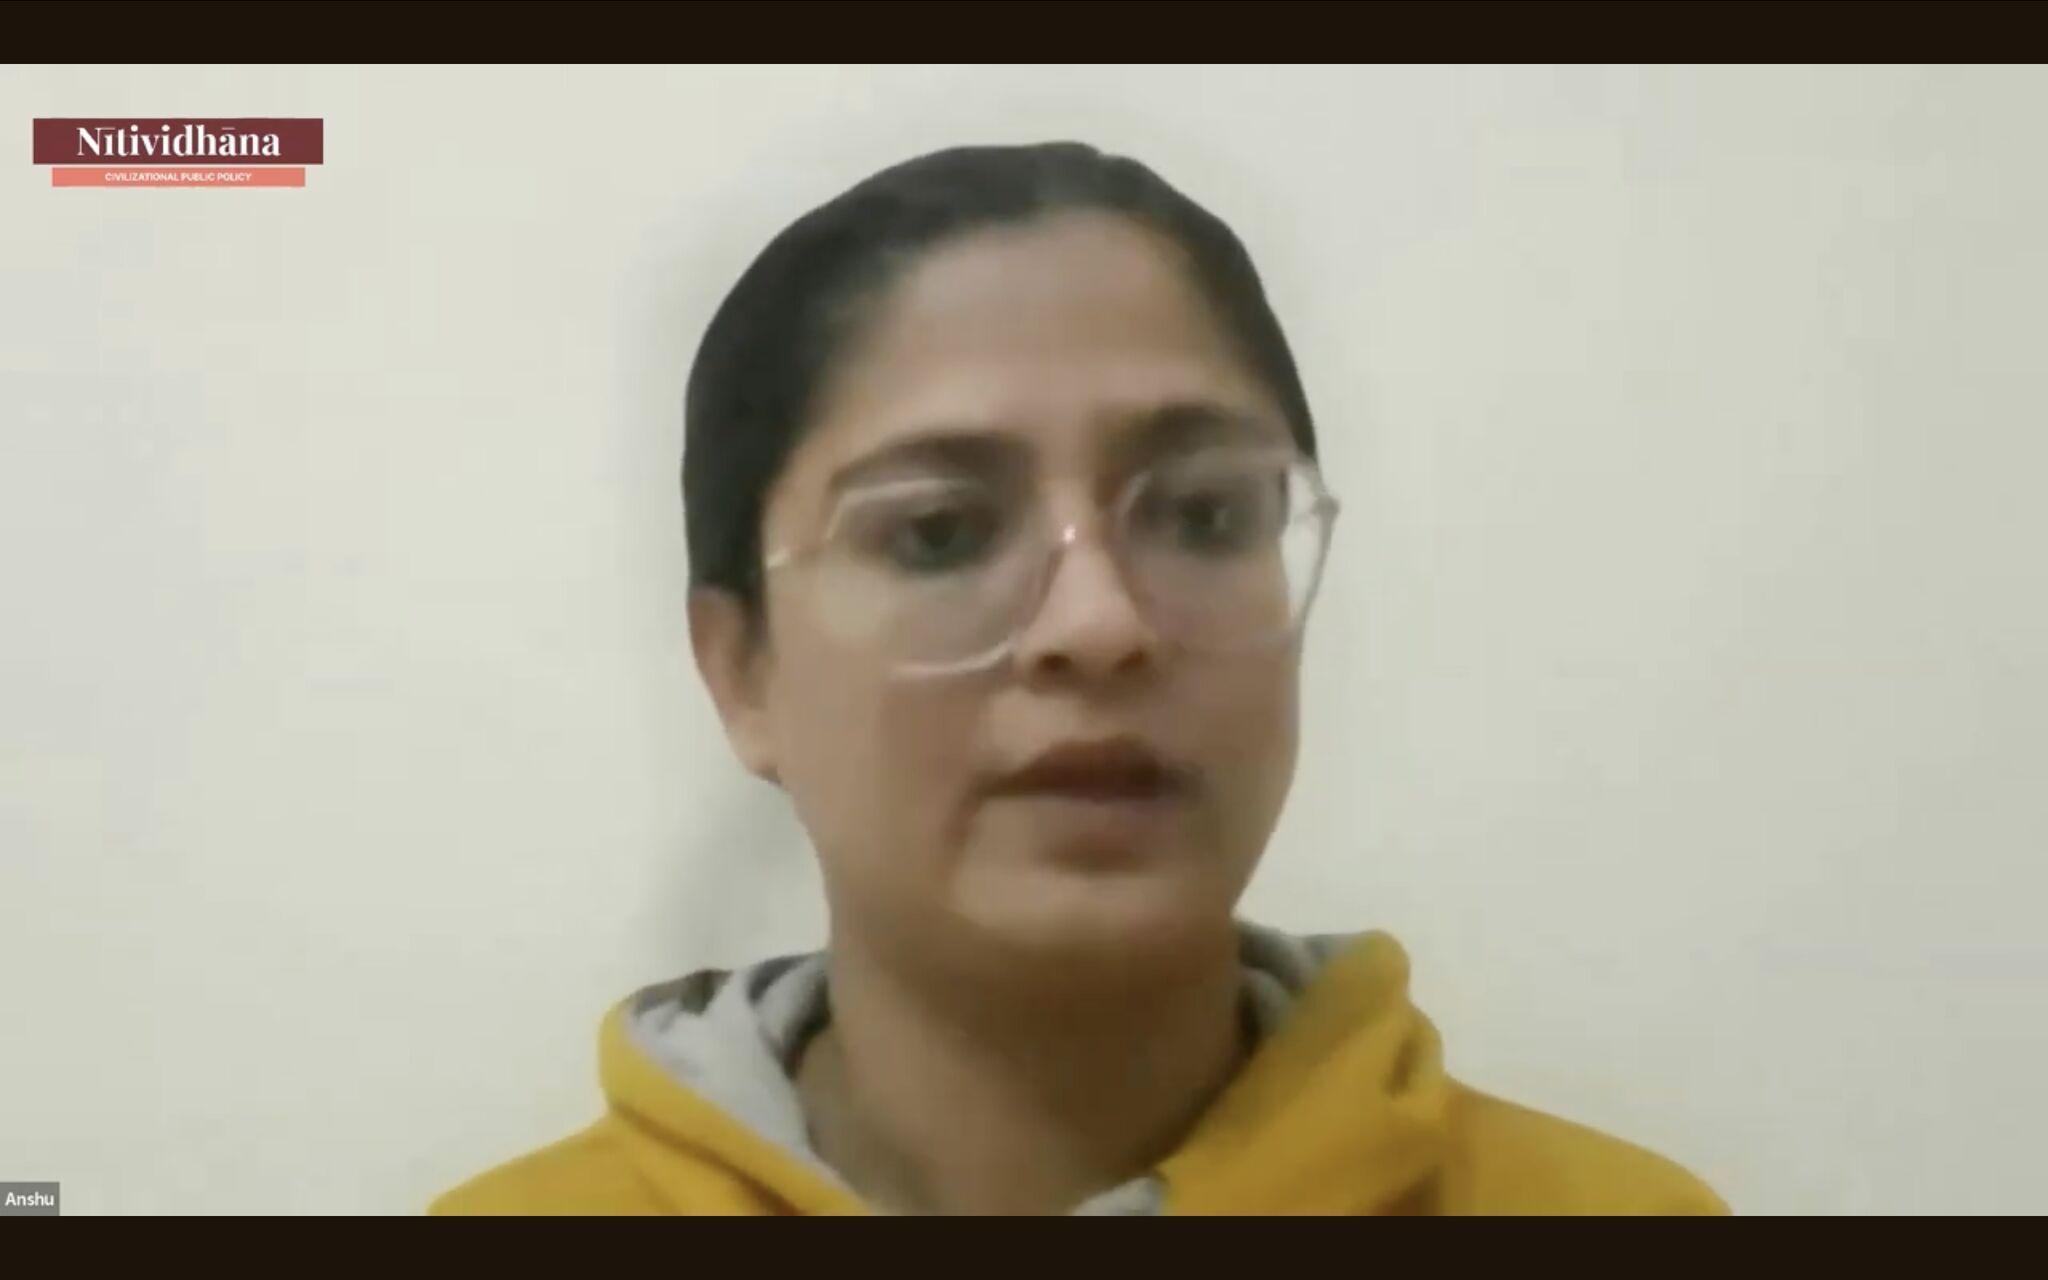 Nītividhāna
CIVILIZATIONAL PUBLIC POLICY
Anshu